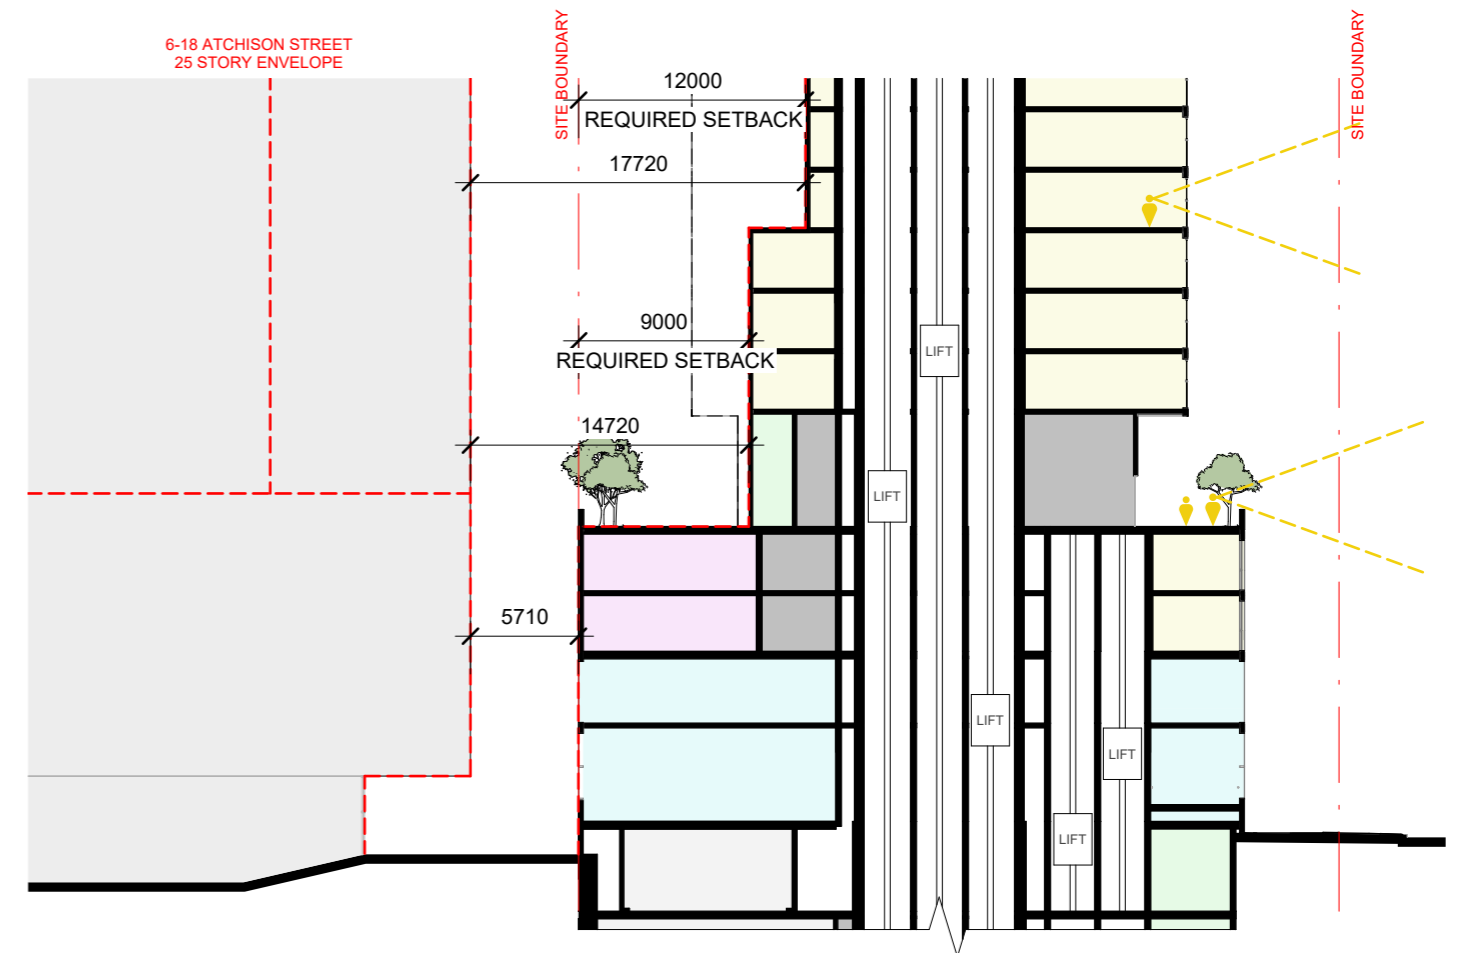 6-18 ATCHISON STREET
25 STORY ENVELOPE
SITE BOUNDARY
SITE BOUNDARY
12000
REQUIRED SETBACK
17720
9000
REQUIRED SETBACK
LIFT
14720
LIFT
5710
LIFT
LIFT
LIFT